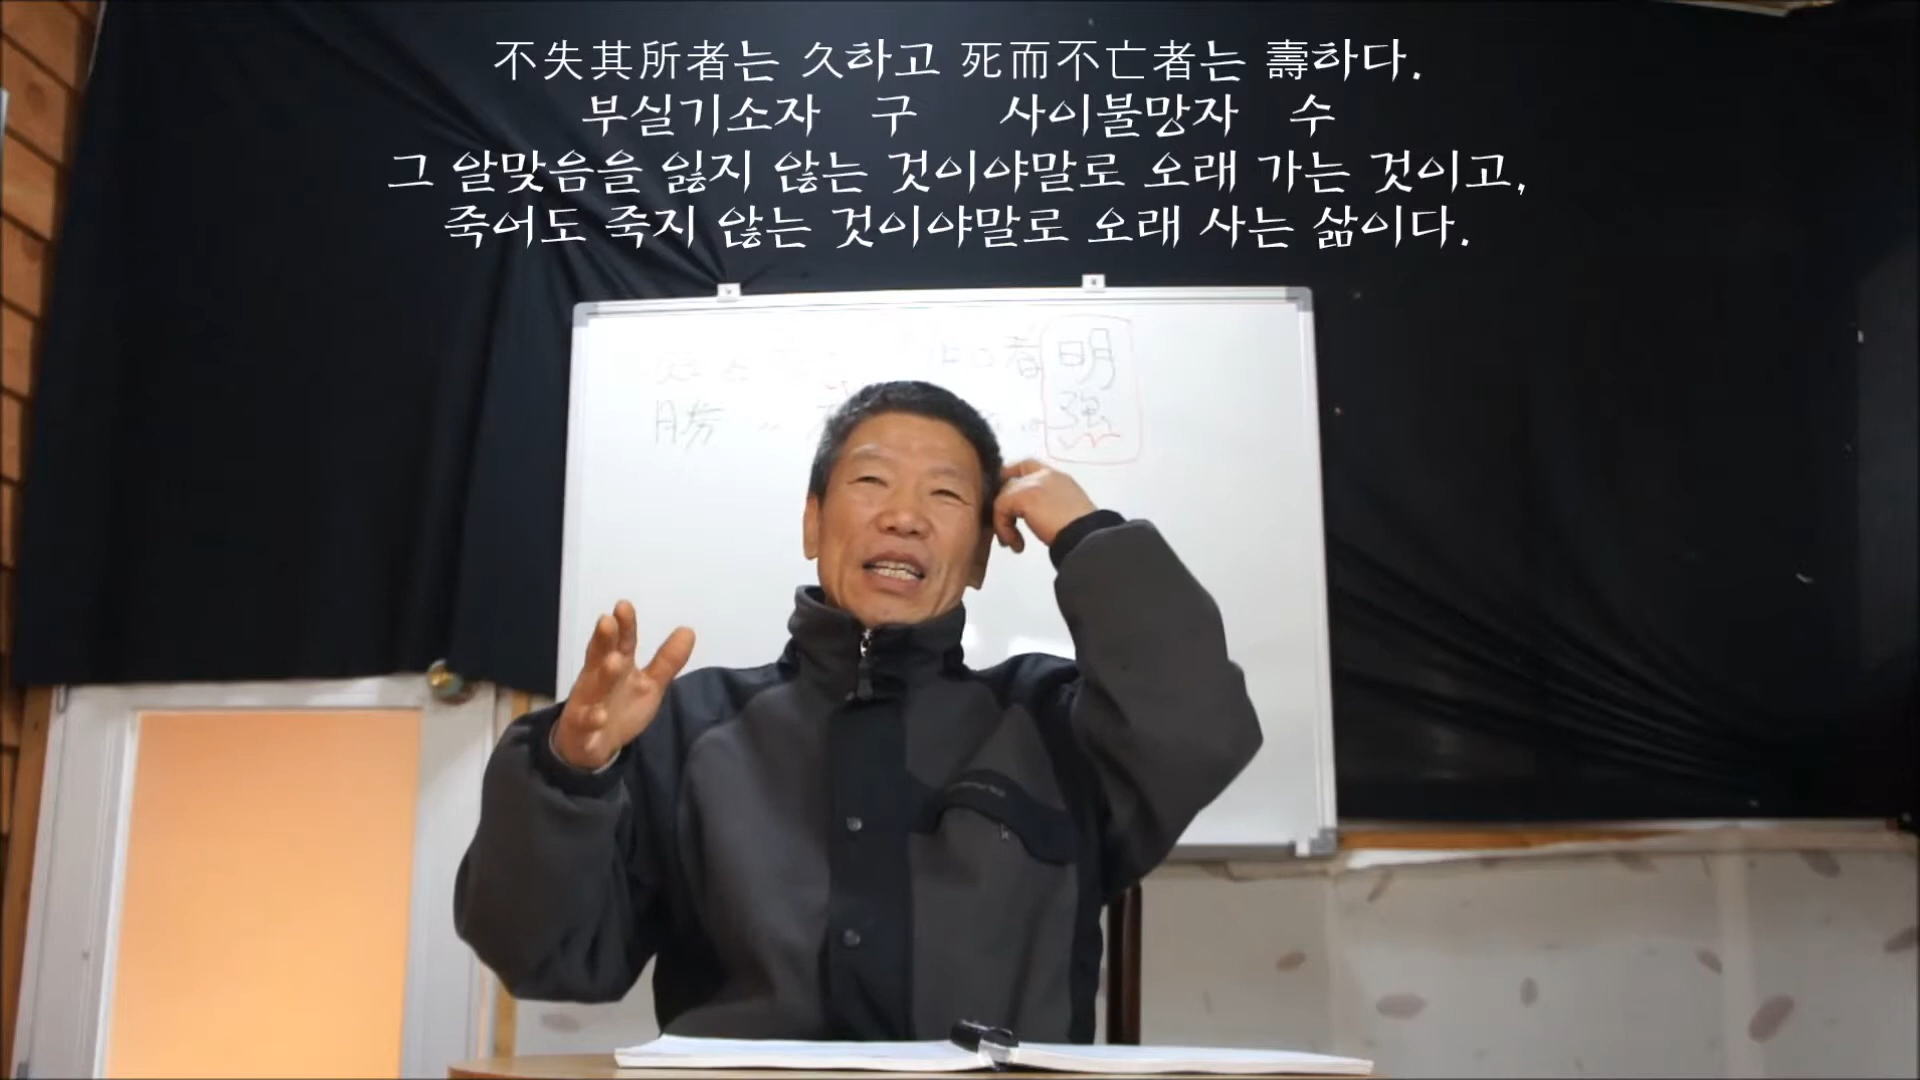 不失其所者는 久하고 死而不亡者는 壽하다.
부실기소자 구 사이불망자 수
그 알맞음을 잃지 않는 것이야말로 오래 가는 것이고,
죽어도 죽지 않는 것이야말로 오래 사는 삶이다.
者 明
勝 强